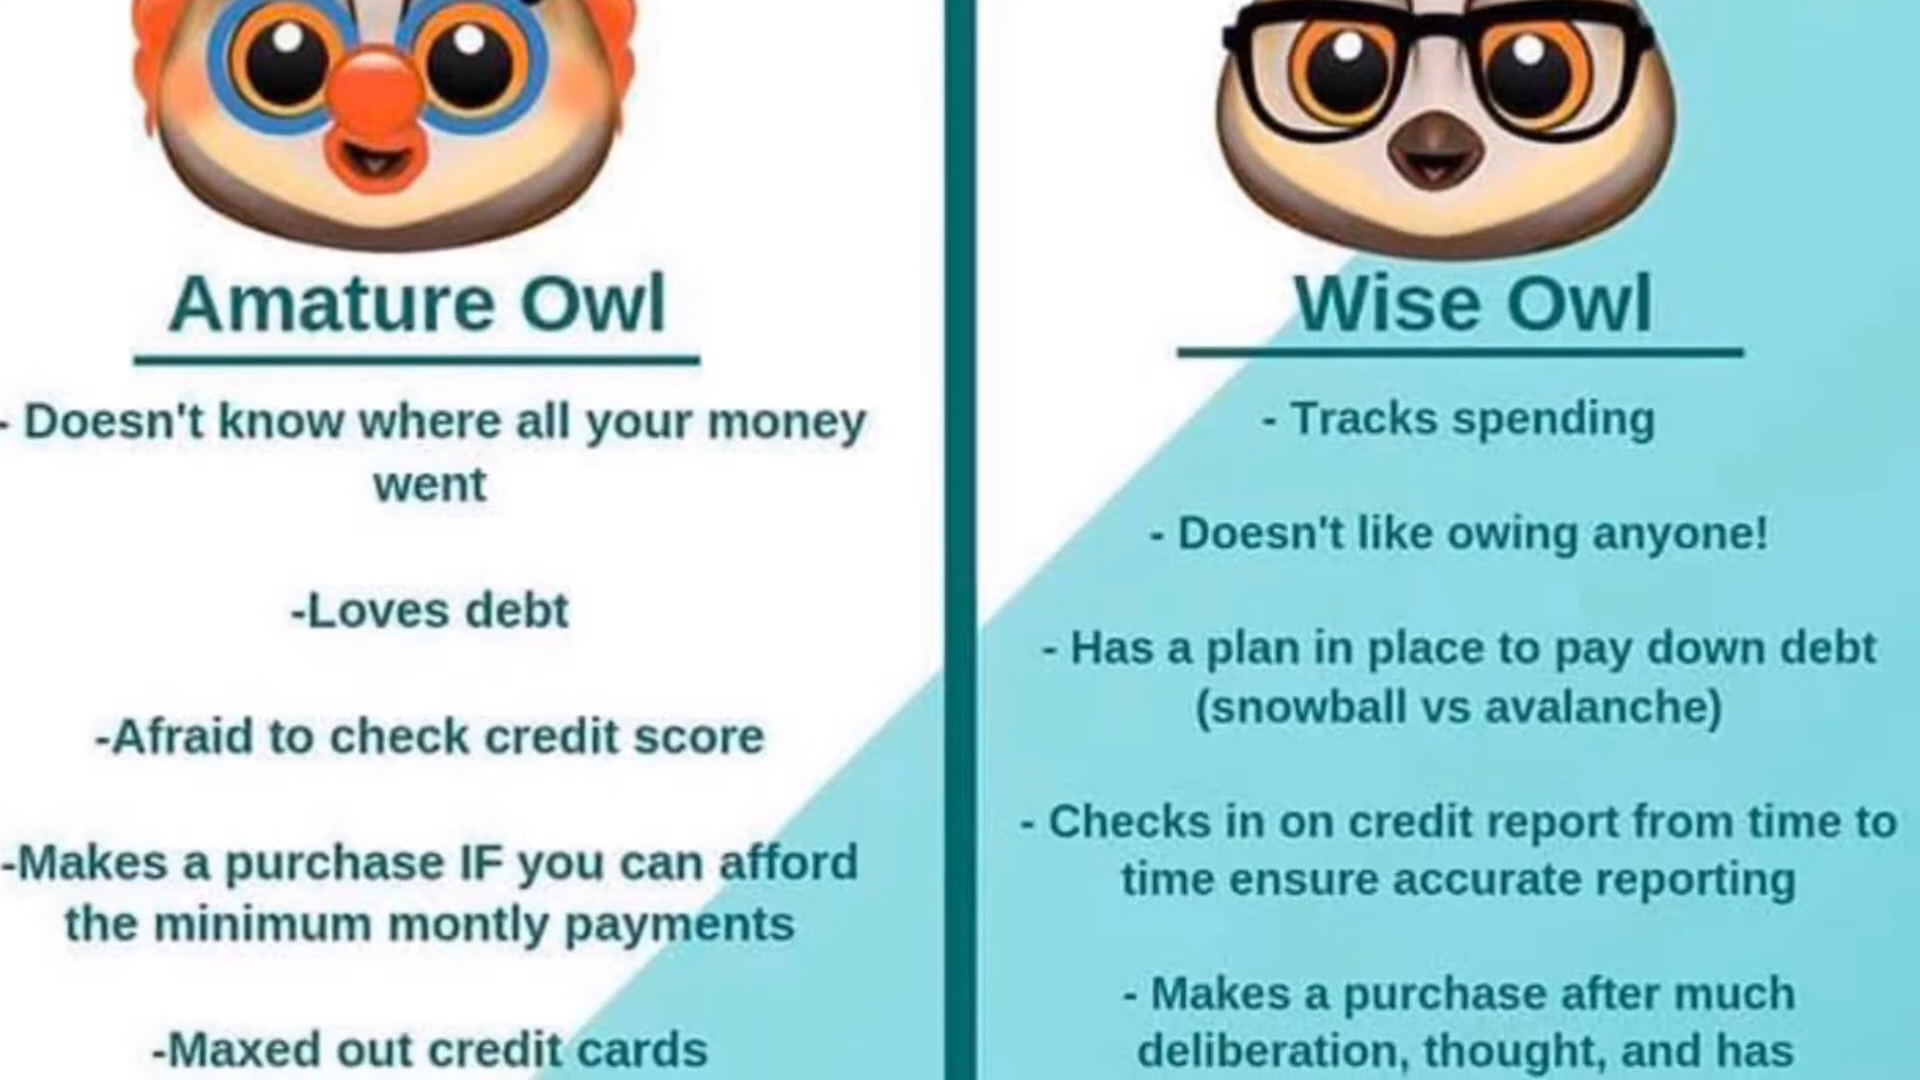 Amature Owl
- Doesn't know where all your money
went
-Loves debt
-Afraid to check credit score
-Makes a purchase IF you can afford
the minimum montly payments
-Maxed out credit cards
Wise Owl
- Tracks spending
- Doesn't like owing anyone!
- Has a plan in place to pay down debt
(snowball vs avalanche)
- Checks in on credit report from time to
time ensure accurate reporting
- Makes a purchase after much
deliberation, thought, and has